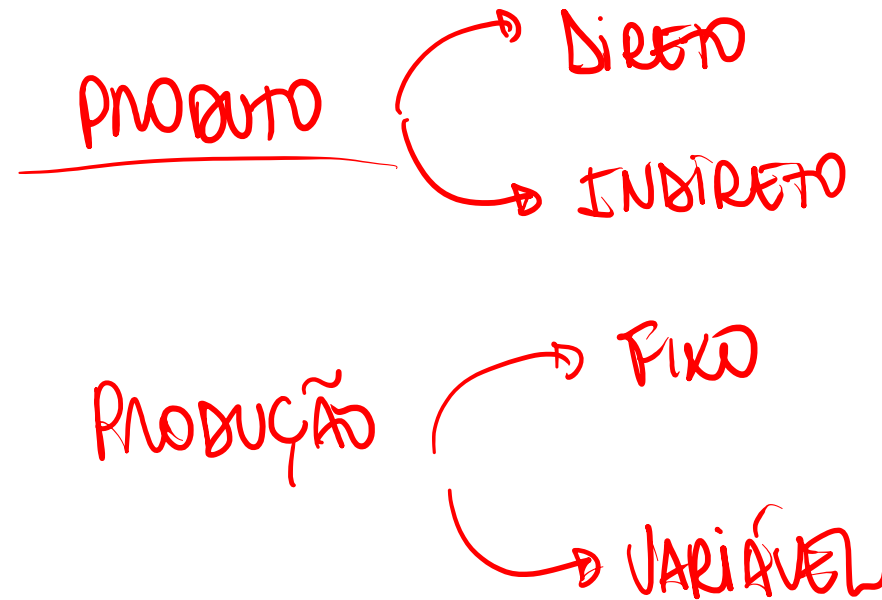 DIRETO
PRODUTO
INDIRETO
FIXO
PRODUÇÃO
VARIÁVEL